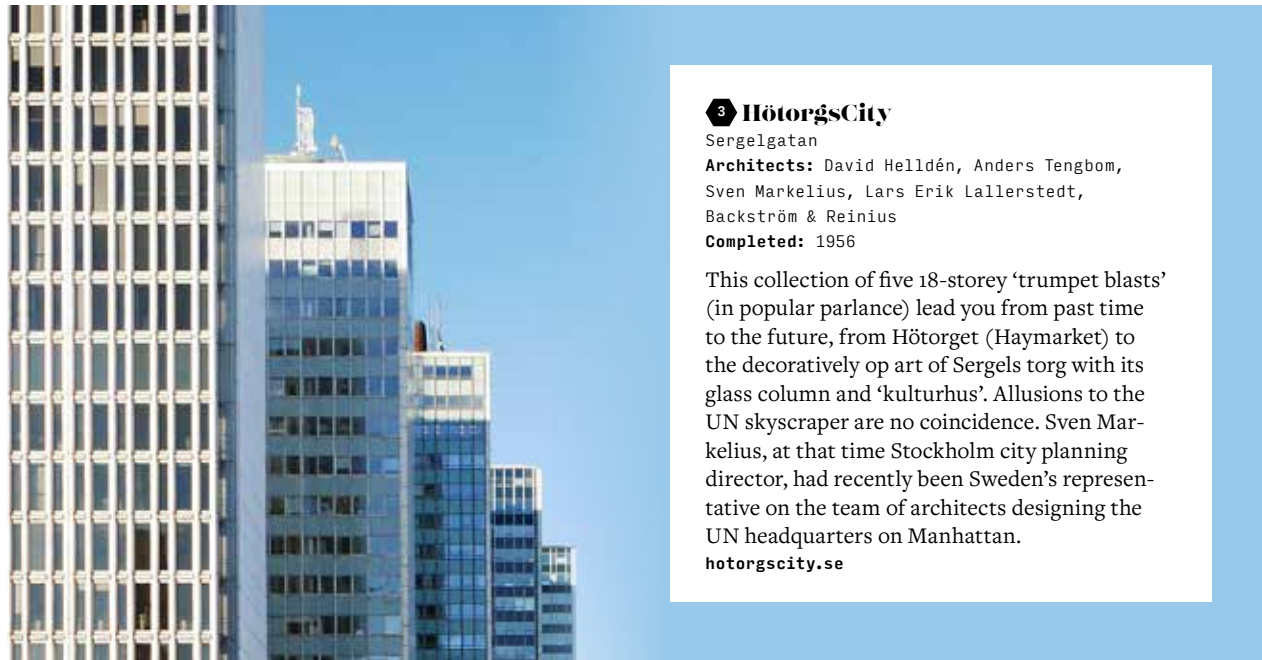 3 HötorgsCity
Sergelgatan
Architects: David Helldén, Anders Tengbom,
Sven Markelius, Lars Erik Lallerstedt,
Backström & Reinius
Completed: 1956
This collection of five 18-storey ‘trumpet blasts’
(in popular parlance) lead you from past time
to the future, from Hötorget (Haymarket) to
the decoratively op art of Sergels torg with its
glass column and ‘kulturhus’. Allusions to the
UN skyscraper are no coincidence. Sven Mar-
kelius, at that time Stockholm city planning
director, had recently been Sweden’s represen-
tative on the team of architects designing the
UN headquarters on Manhattan.
hotorgscity.se